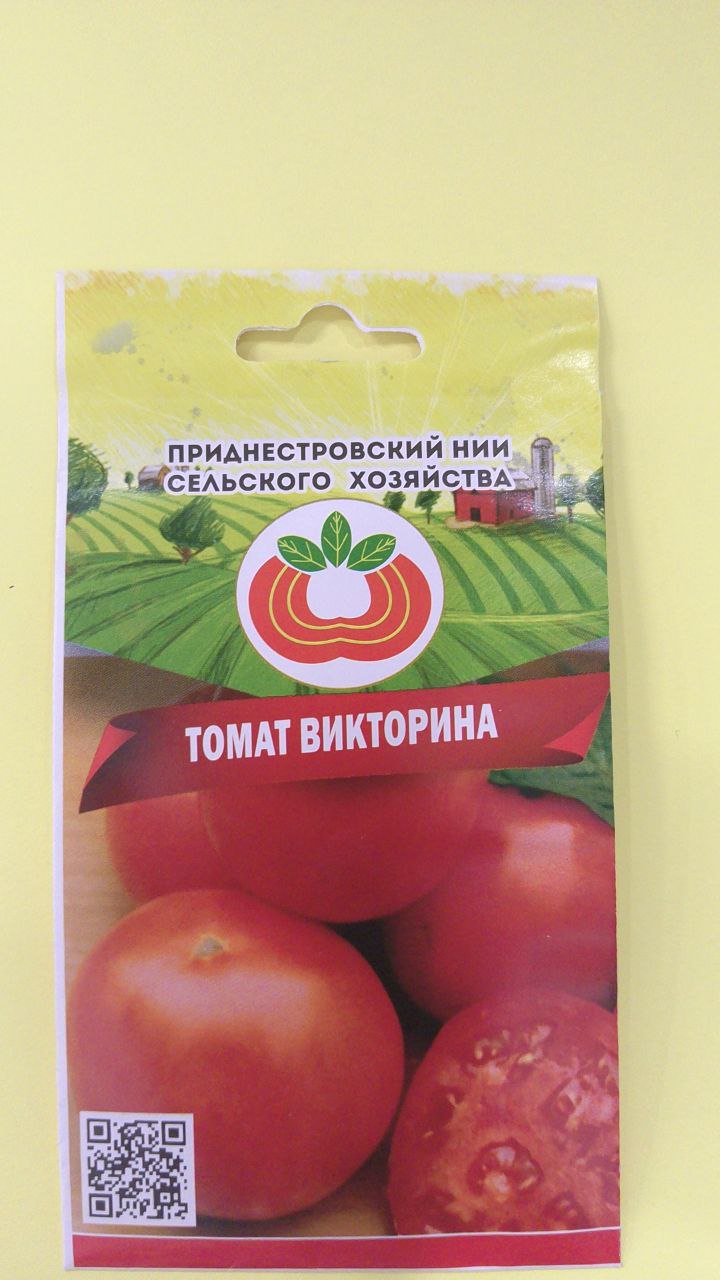 ПРИДНЕСТРОВСКИЙ НИИ
СЕЛЬСКОГО ХОЗЯЙСТВА
ТОМАТ ВИКТОРИНА